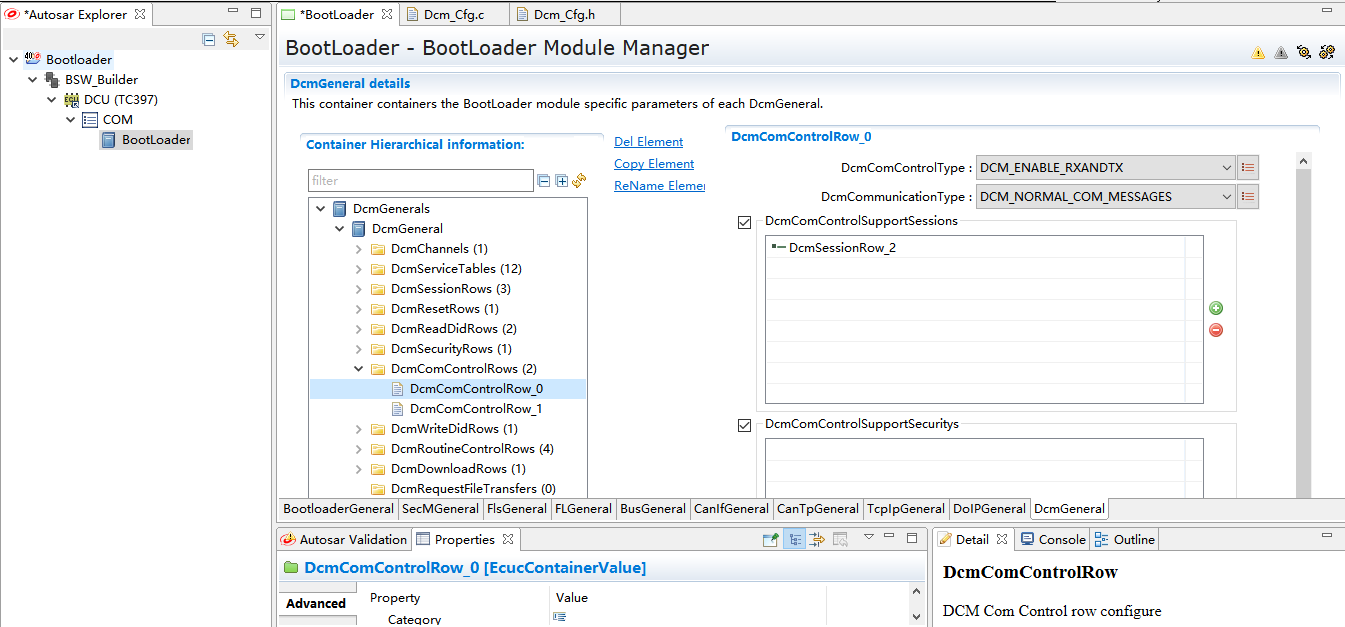 *Autosar Explorer
Bootloader
BSW_Builder
DCU (TC397)
COM
BootLoader
*BootLoader
Dcm_Cfg.c
Dcm_Cfg.h
BootLoader - BootLoader Module Manager
DcmGeneral details
This container containers the BootLoader module specific parameters of each DcmGeneral.
Container Hierarchical information:
filter
DcmGenerals
DcmGeneral
DcmChannels (1)
DcmServiceTables (12)
DcmSessionRows (3)
DcmResetRows (1)
DcmReadDidRows (2)
DcmSecurityRows (1)
DcmComControlRows (2)
DcmComControlRow_0
DcmComControlRow_1
DcmWriteDidRows (1)
DcmRoutineControlRows (4)
DcmDownloadRows (1)
DcmRequestFileTransfers (0)
Del Element
Copy Element
ReName Elemer
DcmComControlRow_0
DcmComControlType : DCM_ENABLE_RXANDTX
DcmCommunicationType : DCM_NORMAL_COM_MESSAGES
DcmComControlSupportSessions
DcmSessionRow_2
DcmComControlSupportSecuritys
BootloaderGeneral SecMGeneral FlsGeneral FLGeneral BusGeneral CanIfGeneral CanTpGeneral TcpIpGeneral DoIPGeneral DcmGeneral
Autosar Validation Properties
DcmComControlRow_0 [EcucContainerValue]
Advanced
Property Value
Category
Detail Console Outline
DcmComControlRow
DCM Com Control row configure